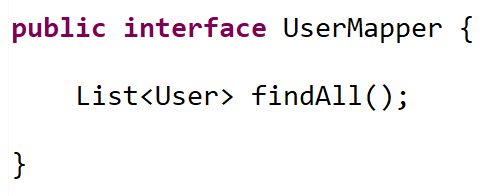 public interface UserMapper {
    List<User> findAll();
}